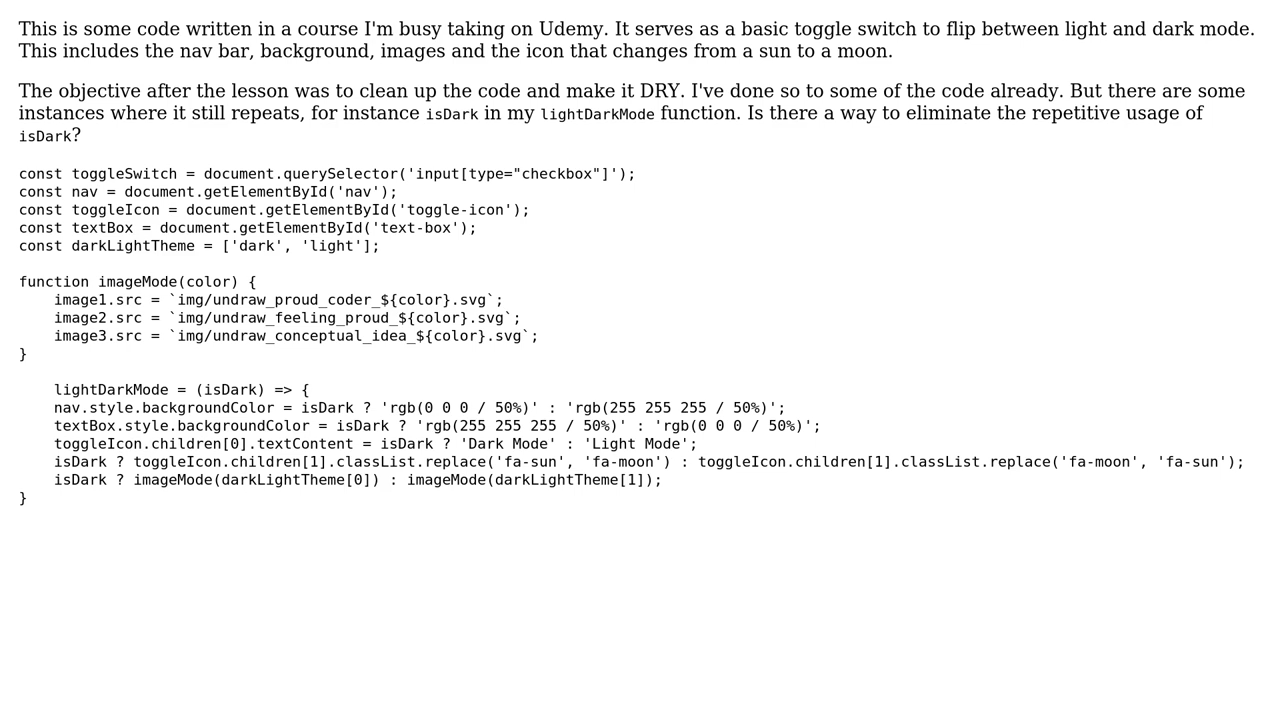 This is some code written in a course I'm busy taking on Udemy. It serves as a basic toggle switch to flip between light and dark mode.
This includes the nav bar, background, images and the icon that changes from a sun to a moon.
The objective after the lesson was to clean up the code and make it DRY. I've done so to some of the code already. But there are some
instances where it still repeats, for instance isDark in my lightDarkMode function. Is there a way to eliminate the repetitive usage of
isDark?
const toggleSwitch = document.querySelector('input[type="checkbox"]');
const nav = document.getElementById('nav');
const toggleIcon = document.getElementById('toggle-icon');
const textBox = document.getElementById('text-box');
const darkLightTheme = ['dark', 'light'];
function imageMode(color) {
    image1.src = `img/undraw_proud_coder_${color}.svg`;
    image2.src = `img/undraw_feeling_proud_${color}.svg`;
    image3.src = `img/undraw_conceptual_idea_${color}.svg`;
}
    lightDarkMode = (isDark) => {
    nav.style.backgroundColor = isDark ? 'rgb(0 0 0 / 50%)' : 'rgb(255 255 255 / 50%)';
    textBox.style.backgroundColor = isDark ? 'rgb(255 255 255 / 50%)' : 'rgb(0 0 0 / 50%)';
    toggleIcon.children[0].textContent = isDark ? 'Dark Mode' : 'Light Mode';
    isDark ? toggleIcon.children[1].classList.replace('fa-sun', 'fa-moon') : toggleIcon.children[1].classList.replace('fa-moon', 'fa-sun');
    isDark ? imageMode(darkLightTheme[0]) : imageMode(darkLightTheme[1]);
}